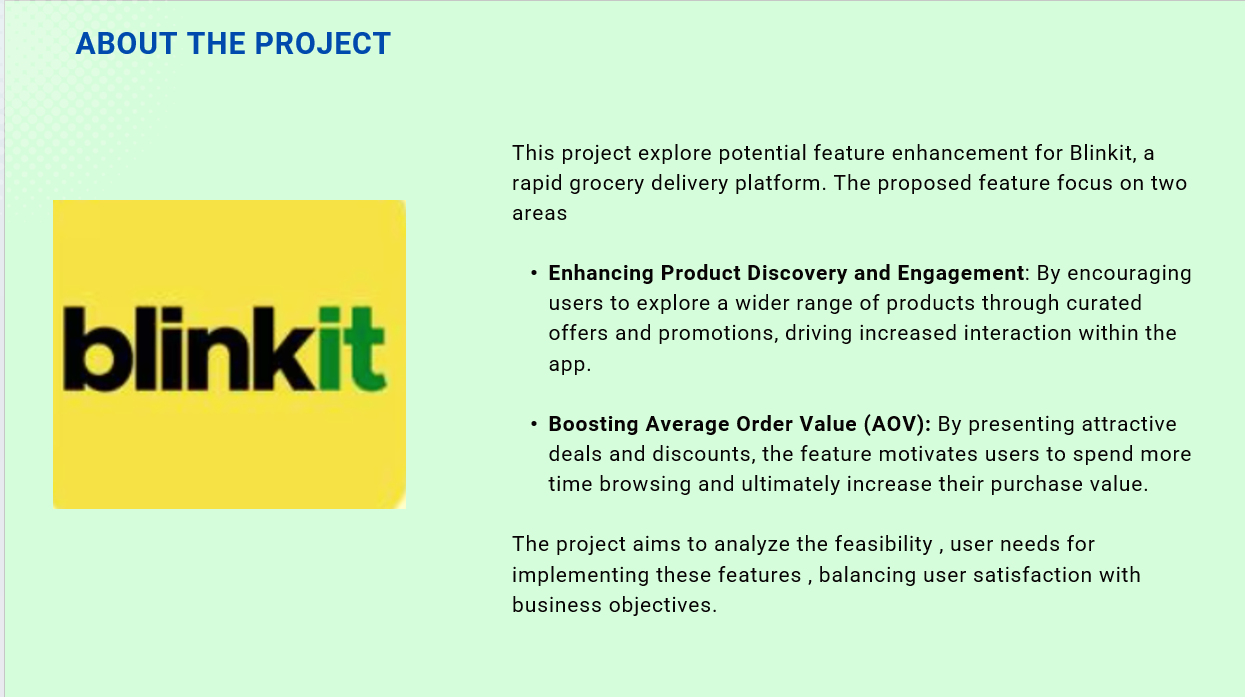 ABOUT THE PROJECT
blinkit
This project explore potential feature enhancement for Blinkit, a
rapid grocery delivery platform. The proposed feature focus on two
areas
• Enhancing Product Discovery and Engagement: By encouraging
users to explore a wider range of products through curated
offers and promotions, driving increased interaction within the
app.
• Boosting Average Order Value (AOV): By presenting attractive
deals and discounts, the feature motivates users to spend more
time browsing and ultimately increase their purchase value.
The project aims to analyze the feasibility , user needs for
implementing these features , balancing user satisfaction with
business objectives.